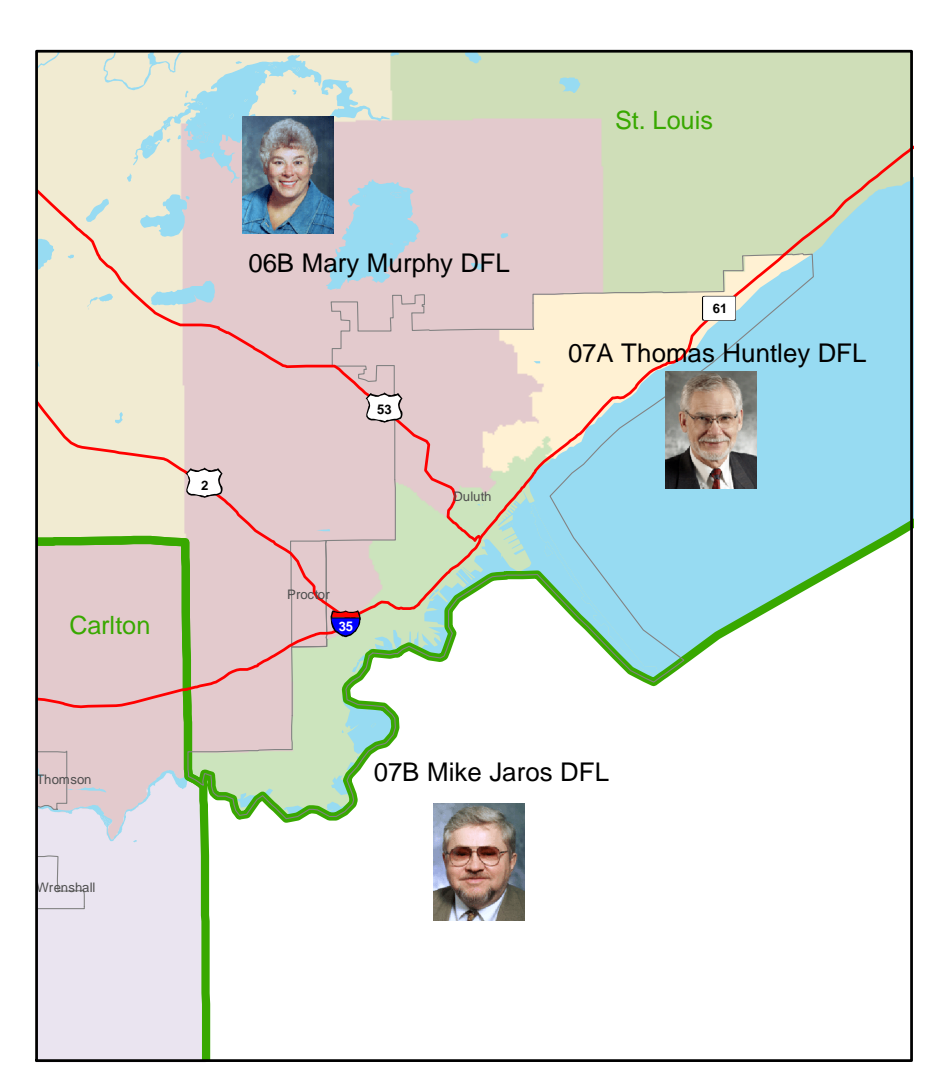 St. Louis
06B Mary Murphy DFL
61
07A Thomas Huntley DFL
53
2
Duluth
Proctor
Carlton
35
Thomson
07B Mike Jaros DFL
Wrenshall